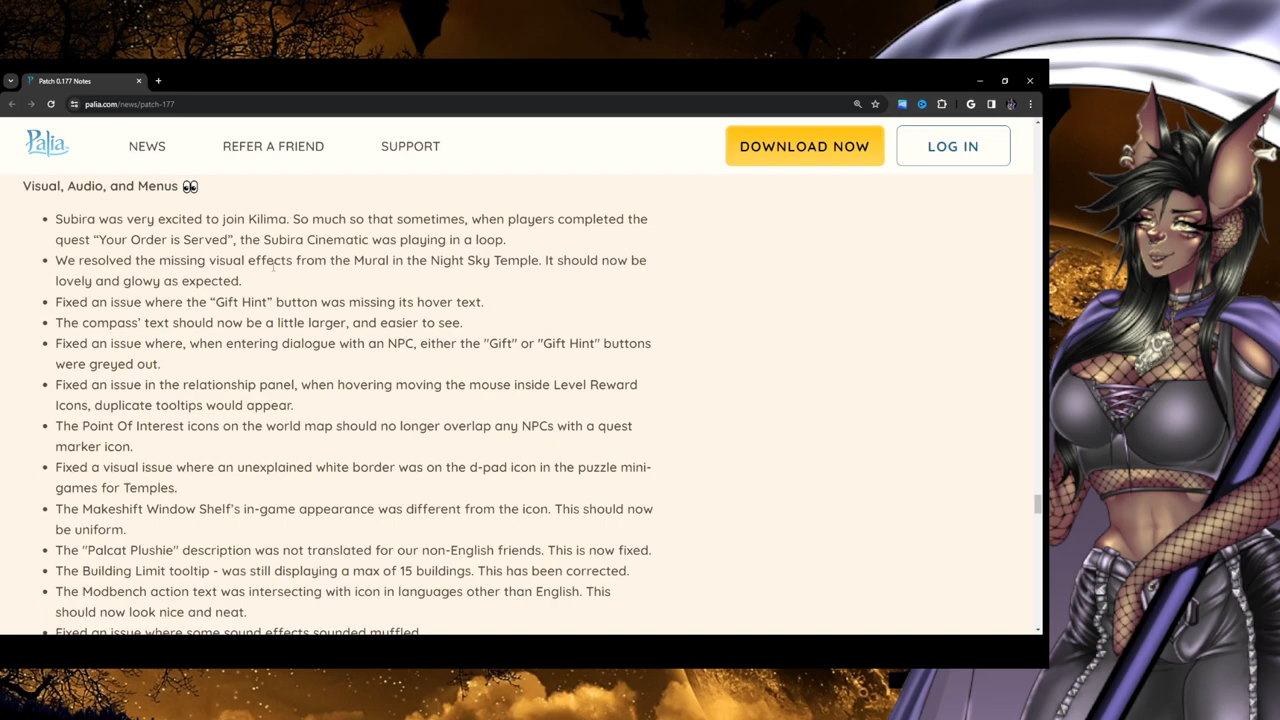 Patch 0.177 Notes
palia.com/news/patch-177
Palia
NEWS
REFER A FRIEND
SUPPORT
DOWNLOAD NOW
LOG IN
Visual, Audio, and Menus 👀
• Subira was very excited to join Kilima. So much so that sometimes, when players completed the
quest “Your Order is Served”, the Subira Cinematic was playing in a loop.
• We resolved the missing visual effects from the Mural in the Night Sky Temple. It should now be
lovely and glowy as expected.
• Fixed an issue where the “Gift Hint” button was missing its hover text.
• The compass’ text should now be a little larger, and easier to see.
• Fixed an issue where, when entering dialogue with an NPC, either the "Gift" or "Gift Hint" buttons
were greyed out.
• Fixed an issue in the relationship panel, when hovering moving the mouse inside Level Reward
Icons, duplicate tooltips would appear.
• The Point Of Interest icons on the world map should no longer overlap any NPCs with a quest
marker icon.
• Fixed a visual issue where an unexplained white border was on the d-pad icon in the puzzle mini-
games for Temples.
• The Makeshift Window Shelf’s in-game appearance was different from the icon. This should now
be uniform.
• The "Palcat Plushie" description was not translated for our non-English friends. This is now fixed.
• The Building Limit tooltip - was still displaying a max of 15 buildings. This has been corrected.
• The Modbench action text was intersecting with icon in languages other than English. This
should now look nice and neat.
• Fixed an issue where some sound effects sounded muffled.